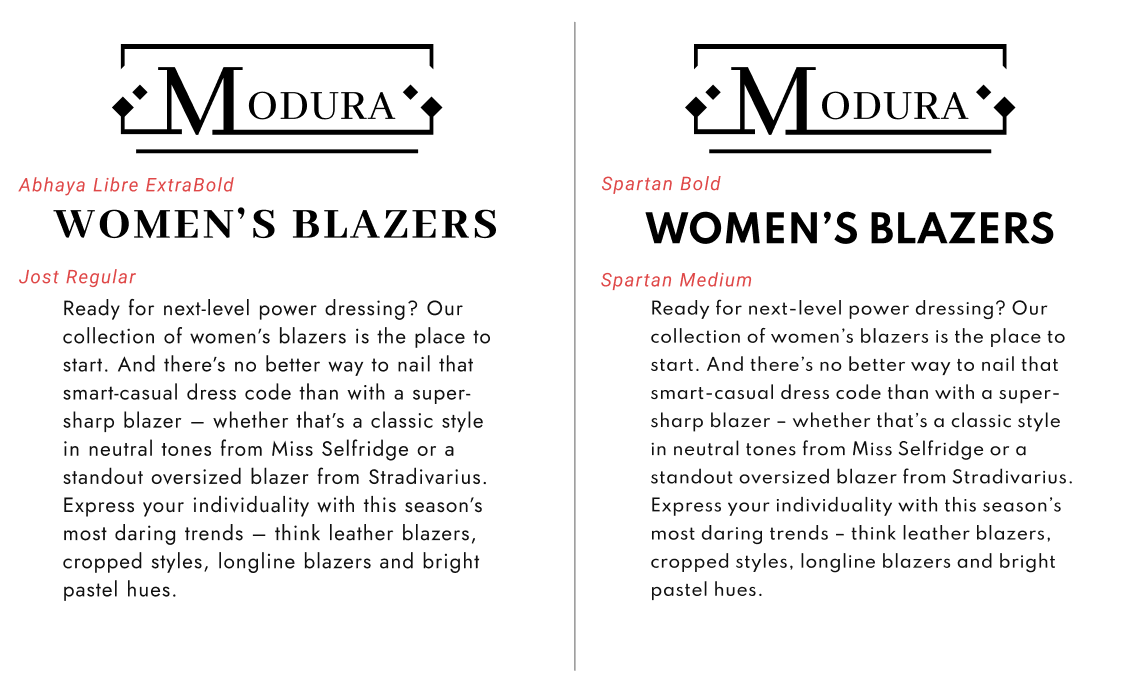 MODURA
Abhaya Libre ExtraBold
WOMEN’S BLAZERS
Jost Regular
Ready for next-level power dressing? Our
collection of women’s blazers is the place to
start. And there’s no better way to nail that
smart-casual dress code than with a super-
sharp blazer – whether that’s a classic style
in neutral tones from Miss Selfridge or a
standout oversized blazer from Stradivarius.
Express your individuality with this season’s
most daring trends – think leather blazers,
cropped styles, longline blazers and bright
pastel hues.
MODURA
Spartan Bold
WOMEN’S BLAZERS
Spartan Medium
Ready for next-level power dressing? Our
collection of women’s blazers is the place to
start. And there’s no better way to nail that
smart-casual dress code than with a super-
sharp blazer – whether that’s a classic style
in neutral tones from Miss Selfridge or a
standout oversized blazer from Stradivarius.
Express your individuality with this season’s
most daring trends – think leather blazers,
cropped styles, longline blazers and bright
pastel hues.